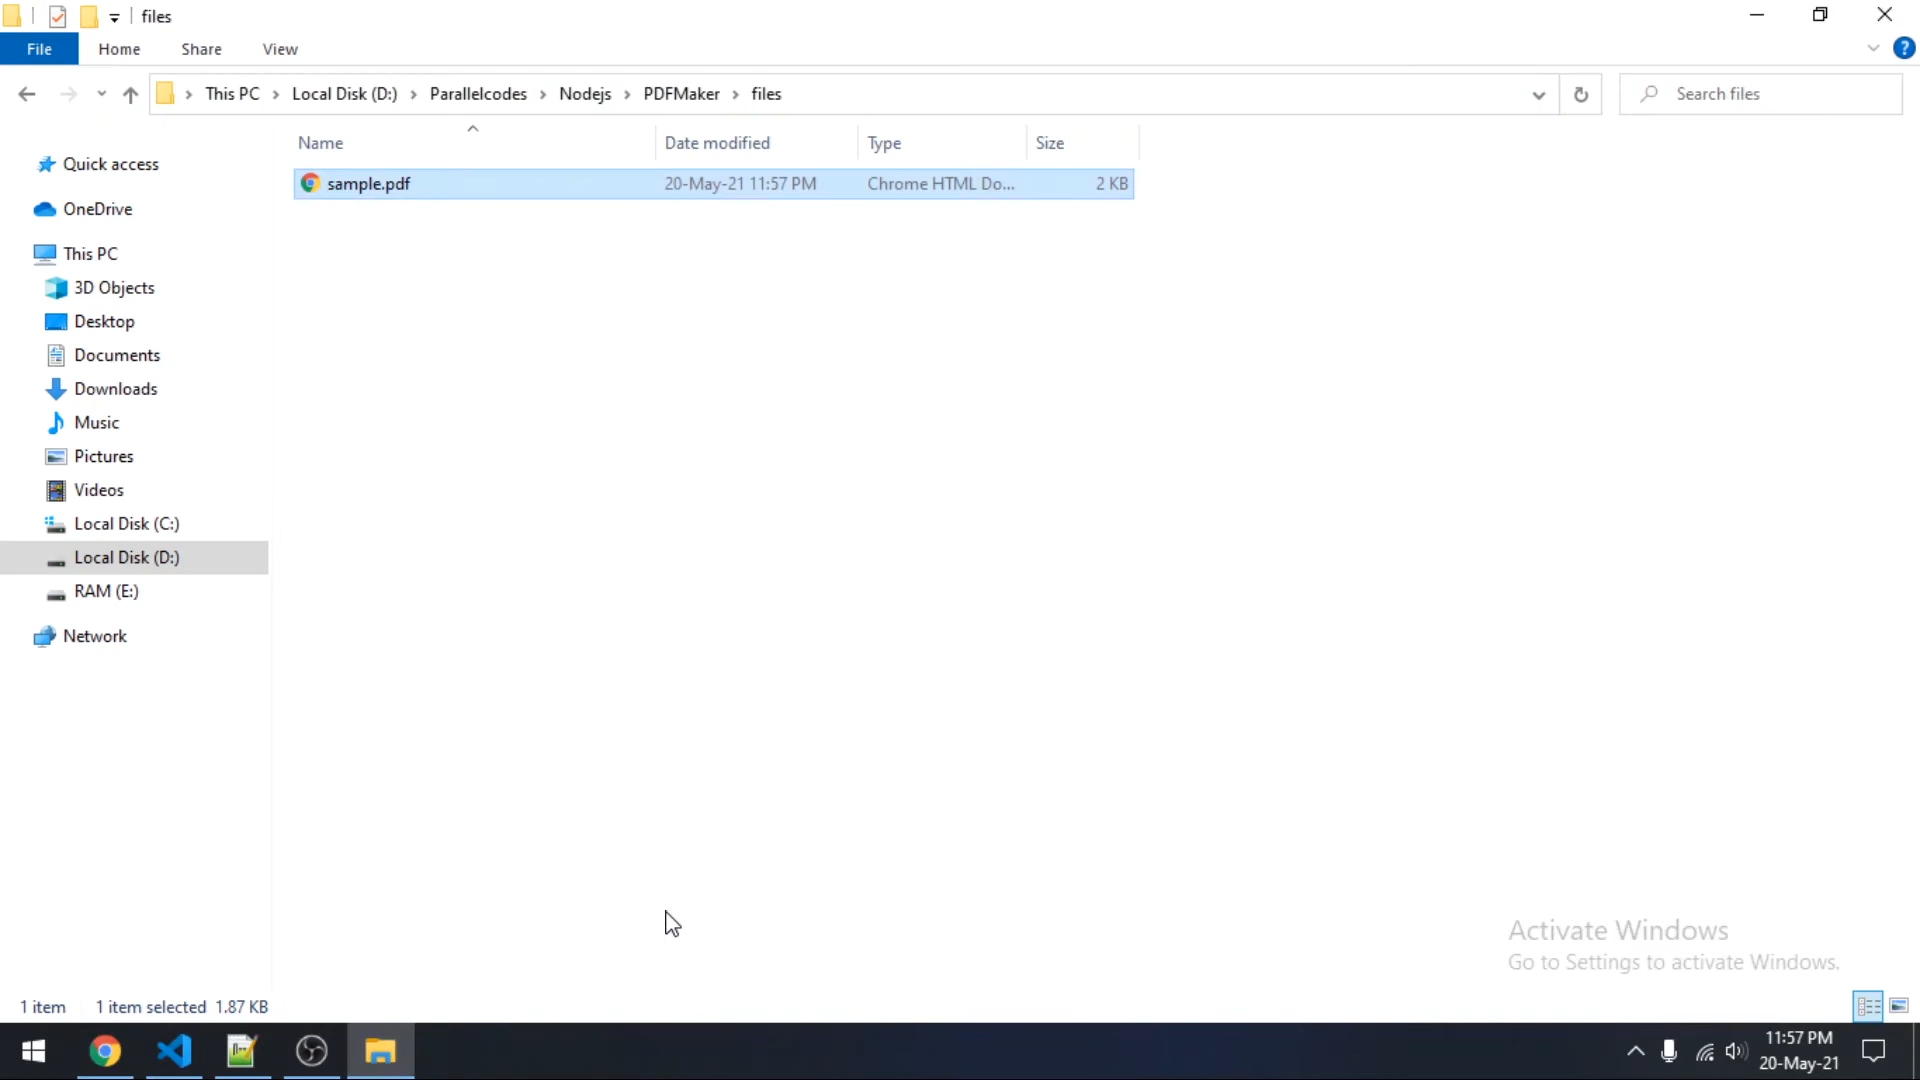 files
File Home Share View
This PC Local Disk (D:) Parallelcodes Nodejs PDFMaker files
Search files
Name Date modified Type Size
sample.pdf 20-May-21 11:57 PM Chrome HTML Do... 2 KB
Quick access
OneDrive
This PC
3D Objects
Desktop
Documents
Downloads
Music
Pictures
Videos
Local Disk (C:)
Local Disk (D:)
RAM (E:)
Network
Activate Windows
Go to Settings to activate Windows.
1 item 1 item selected 1.87 KB
11:57 PM
20-May-21